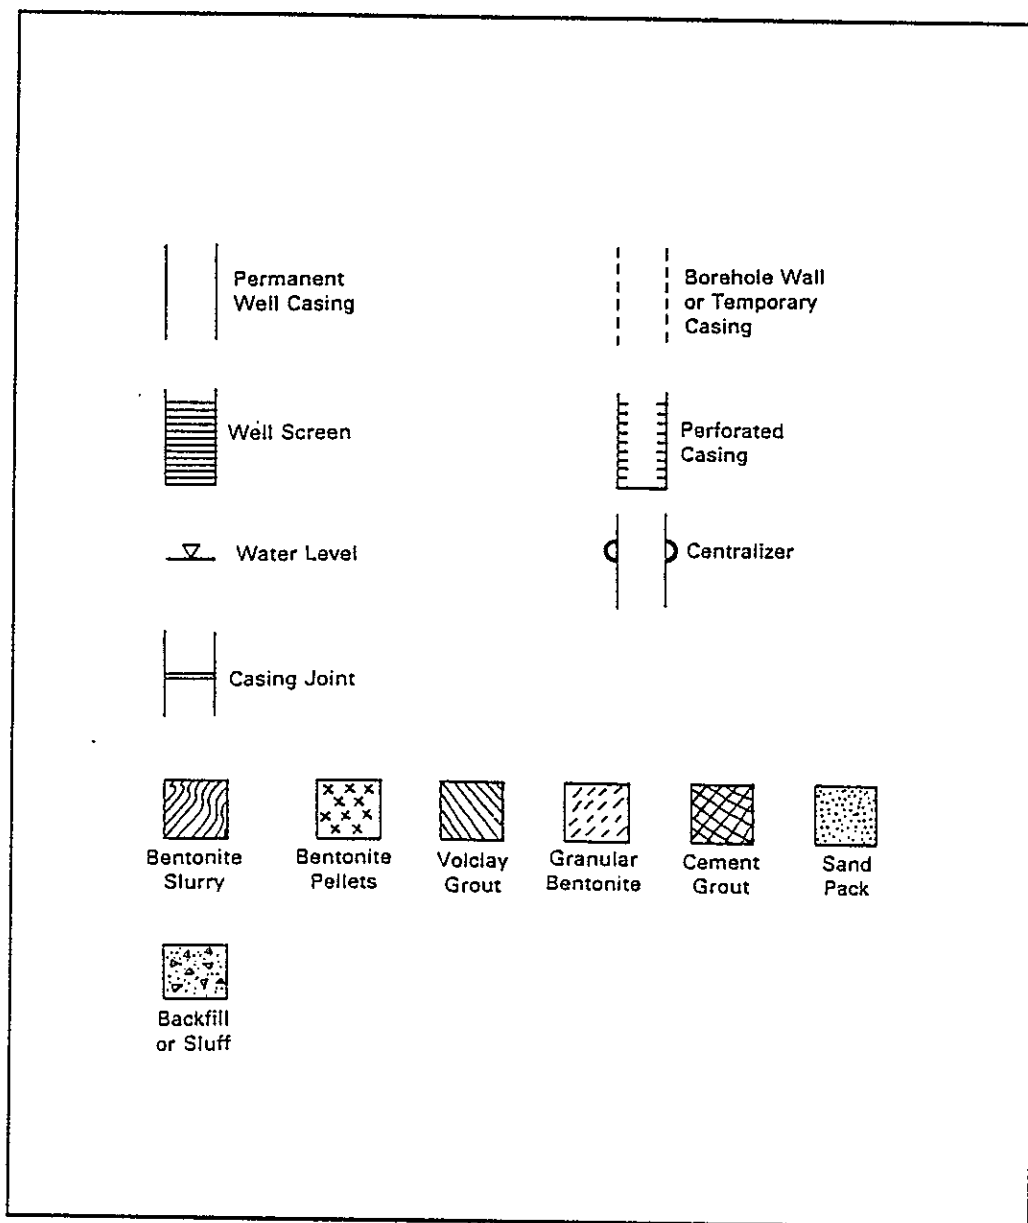 Permanent
Well Casing
Borehole Wall
or Temporary
Casing
Well Screen
Perforated
Casing
Water Level
Centralizer
Casing Joint
Bentonite
Slurry
Bentonite
Pellets
Volclay
Grout
Granular
Bentonite
Cement
Grout
Sand
Pack
Backfill
or Sluff